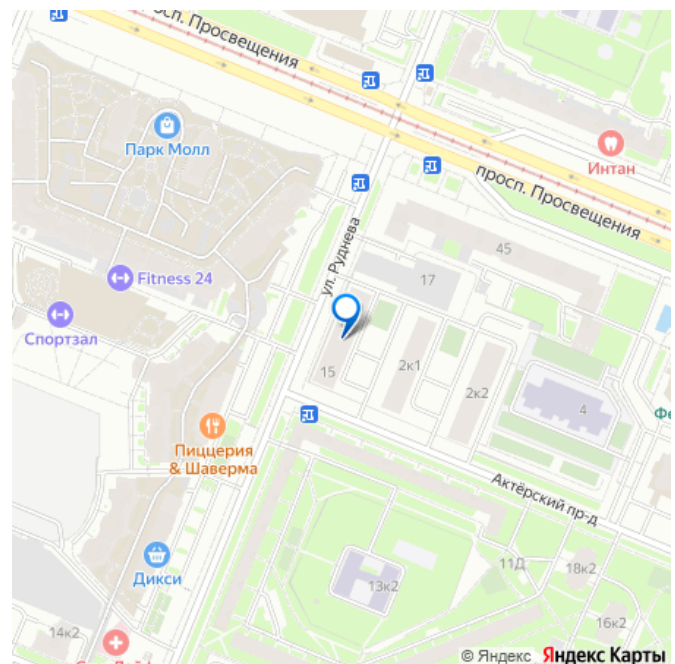 просп. Просвещения
Парк Молл
Интан
просп. Просвещения
ул. Руднева
45
17
Fitness 24
Спортзал
15
2к1
2к2
4
Пиццерия
& Шаверма
Актёрский пр-д
11Д
18к2
13к2
Дикси
16к2
14к2
© Яндекс Яндекс Карты